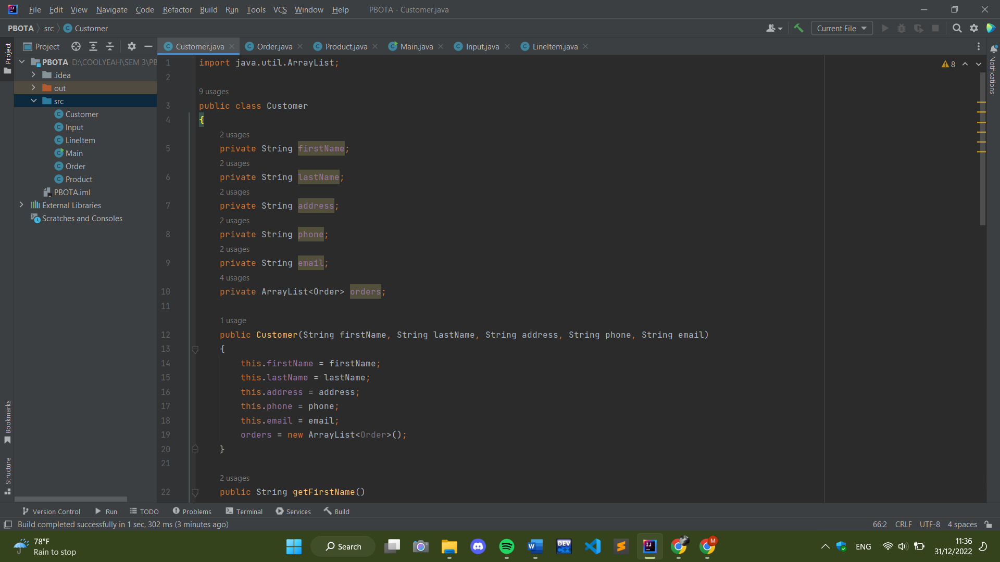 File Edit View Navigate Code Refactor Build Run Tools VCS Window Help PBOTA - Customer.java
PBOTA src Customer Current File
Project Customer.java Order.java Product.java Main.java Input.java LineItem.java
Project
PBOTA D:\COOLYEAH\SEM 3\PB
.idea
out
src
Customer
Input
LineItem
Main
Order
Product
PBOTA.iml
External Libraries
Scratches and Consoles
Bookmarks
Structure
8
Notifications
1 import java.util.ArrayList;
2
9 usages
3 public class Customer
4 {
2 usages
5 private String firstName;
2 usages
6 private String lastName;
2 usages
7 private String address;
2 usages
8 private String phone;
2 usages
9 private String email;
4 usages
10 private ArrayList<Order> orders;
11
1 usage
12 public Customer(String firstName, String lastName, String address, String phone, String email)
13 {
14 this.firstName = firstName;
15 this.lastName = lastName;
16 this.address = address;
17 this.phone = phone;
18 this.email = email;
19 orders = new ArrayList<Order>();
20 }
21
2 usages
22 public String getFirstName()
Version Control Run TODO Problems Terminal Services Build
Build completed successfully in 1 sec, 302 ms (3 minutes ago) 66:2 CRLF UTF-8 4 spaces
78°F
Rain to stop
Search
W
DEV
C++
IJ
M
ENG
11:36
31/12/2022